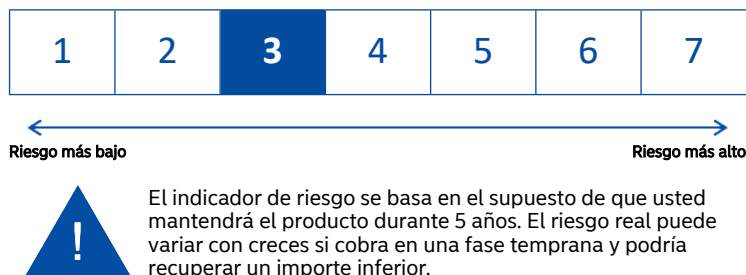 1 2 3 4 5 6 7
Riesgo más bajo Riesgo más alto
El indicador de riesgo se basa en el supuesto de que usted
mantendrá el producto durante 5 años. El riesgo real puede
variar con creces si cobra en una fase temprana y podría
recuperar un importe inferior.
!